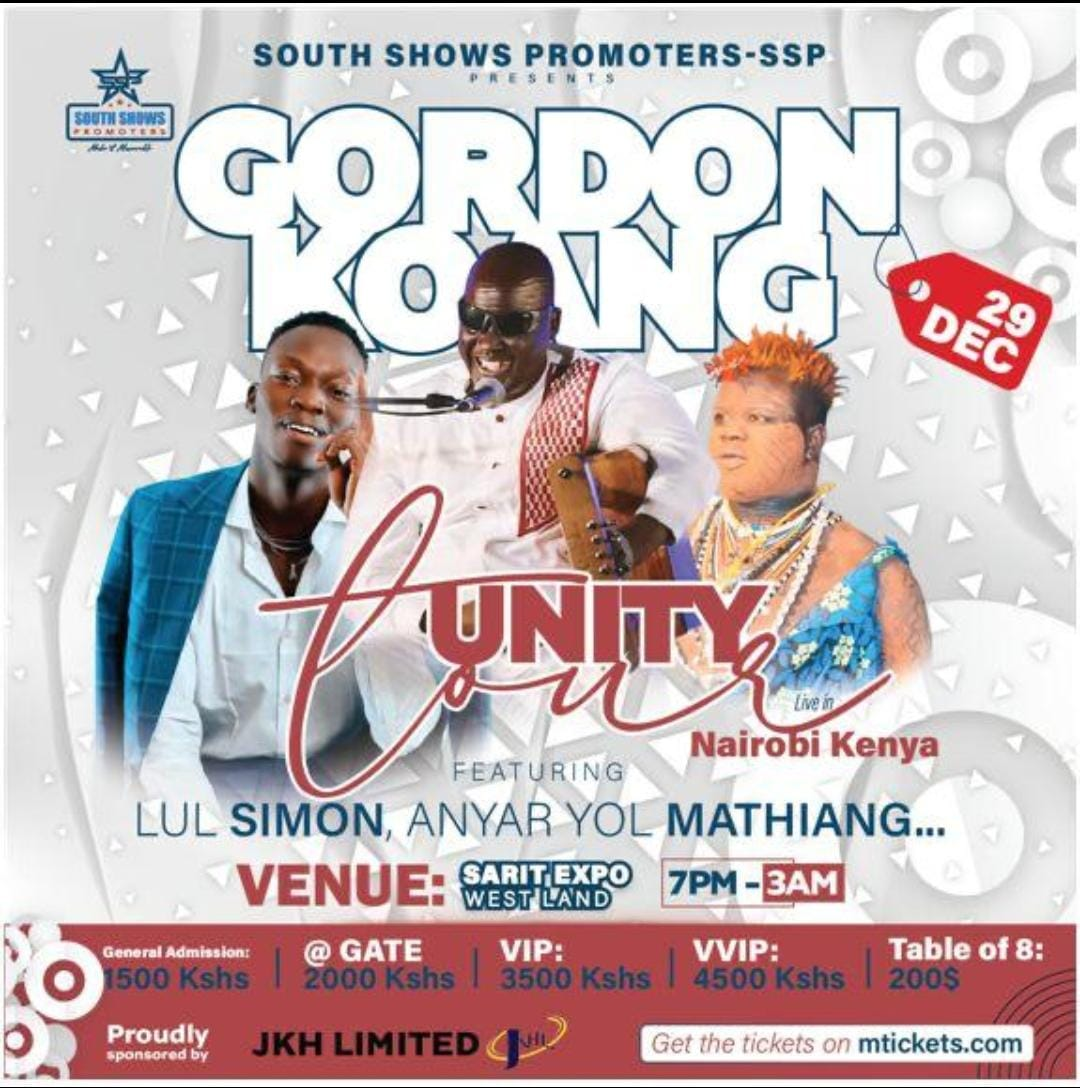 SOUTH SHOWS PROMOTERS-SSP
PRESENTS
SSP
SOUTH SHOWS
PROMOTERS
GORDON
KOANG
29
DEC
UNITY
tour
Live in
Nairobi Kenya
FEATURING
LUL SIMON, ANYAR YOL MATHIANG...
VENUE: SARIT EXPO WEST LAND 7PM - 3AM
General Admission: @ GATE VIP: VVIP: Table of 8:
1500 Kshs 2000 Kshs 3500 Kshs 4500 Kshs 200$
Proudly
sponsored by
JKH LIMITED
Get the tickets on mtickets.com